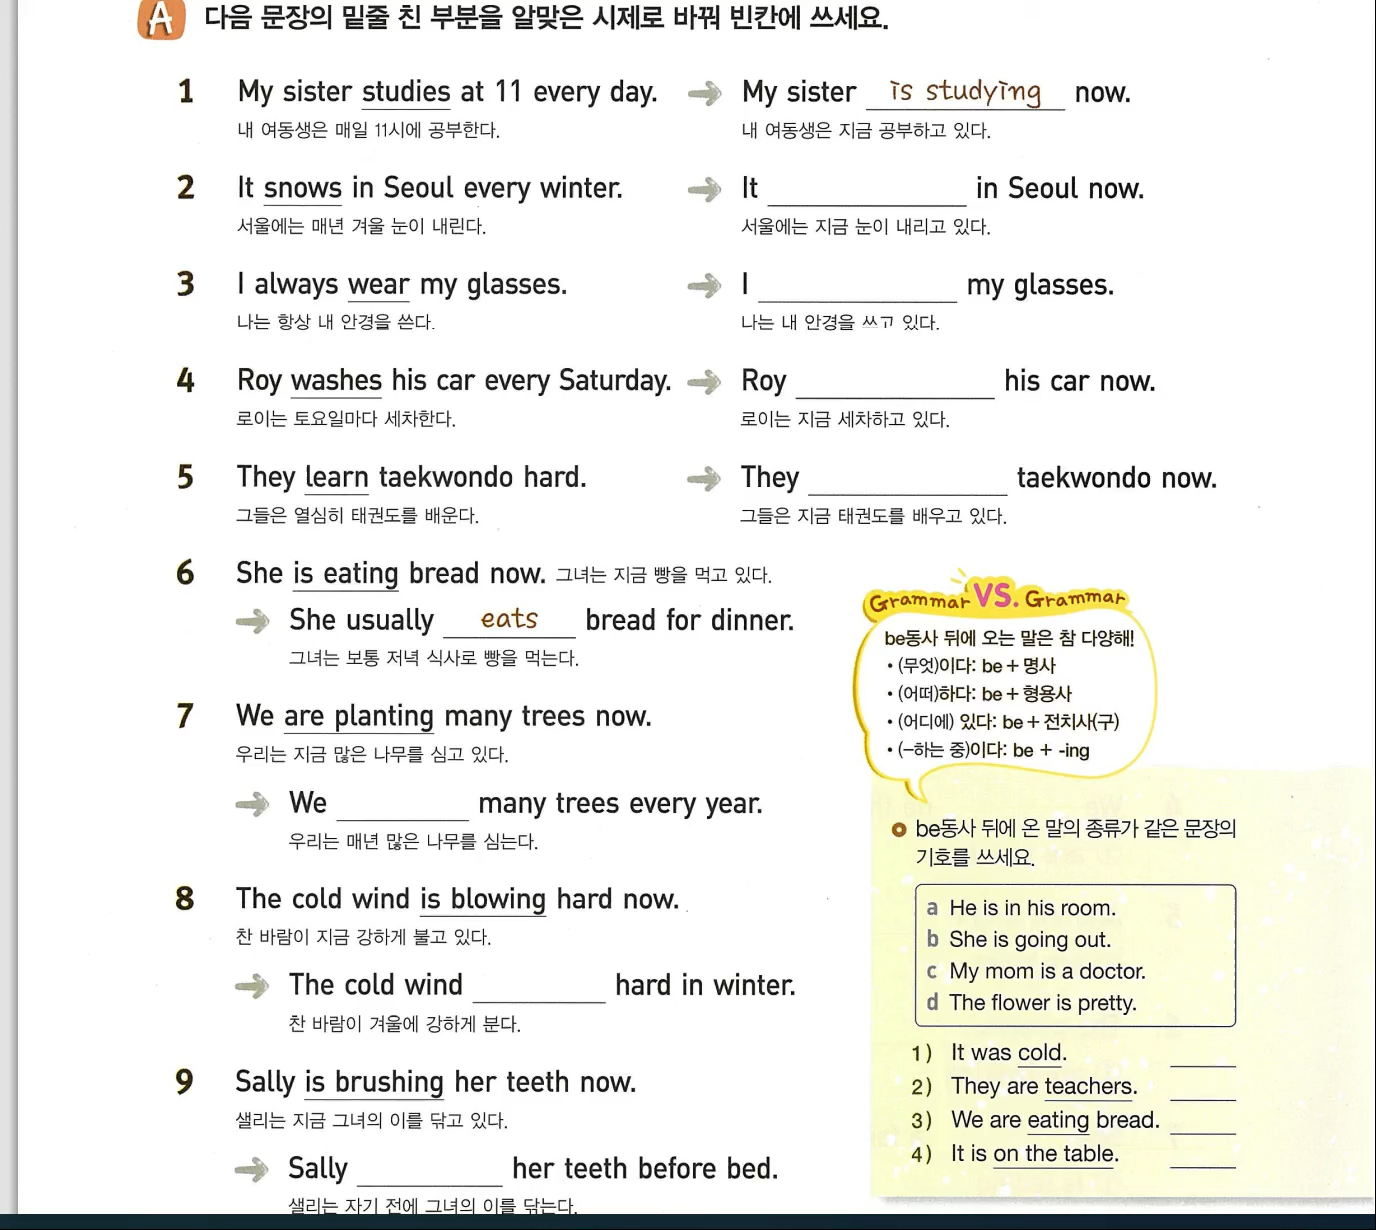 A 다음 문장의 밑줄 친 부분을 알맞은 시제로 바꿔 빈칸에 쓰세요.
1 My sister studies at 11 every day. → My sister is studying now.
내 여동생은 매일 11시에 공부한다. 내 여동생은 지금 공부하고 있다.
2 It snows in Seoul every winter. → It ____________ in Seoul now.
서울에는 매년 겨울 눈이 내린다. 서울에는 지금 눈이 내리고 있다.
3 I always wear my glasses. → I ____________ my glasses.
나는 항상 내 안경을 쓴다. 나는 내 안경을 쓰고 있다.
4 Roy washes his car every Saturday. → Roy ____________ his car now.
로이는 토요일마다 세차한다. 로이는 지금 세차하고 있다.
5 They learn taekwondo hard. → They ____________ taekwondo now.
그들은 열심히 태권도를 배운다. 그들은 지금 태권도를 배우고 있다.
6 She is eating bread now. 그녀는 지금 빵을 먹고 있다.
→ She usually eats bread for dinner.
그녀는 보통 저녁 식사로 빵을 먹는다.
7 We are planting many trees now.
우리는 지금 많은 나무를 심고 있다.
→ We ________ many trees every year.
우리는 매년 많은 나무를 심는다.
8 The cold wind is blowing hard now.
찬 바람이 지금 강하게 불고 있다.
→ The cold wind ________ hard in winter.
찬 바람이 겨울에 강하게 분다.
9 Sally is brushing her teeth now.
샐리는 지금 그녀의 이를 닦고 있다.
→ Sally ________ her teeth before bed.
샐리는 자기 전에 그녀의 이를 닦는다.
Grammar VS. Grammar
be동사 뒤에 오는 말은 참 다양해!
• (무엇)이다: be + 명사
• (어떠)하다: be + 형용사
• (어디에) 있다: be + 전치사(구)
• (-하는 중)이다: be + -ing
be동사 뒤에 온 말의 종류가 같은 문장의
기호를 쓰세요.
a He is in his room.
b She is going out.
c My mom is a doctor.
d The flower is pretty.
1) It was cold. ____
2) They are teachers. ____
3) We are eating bread. ____
4) It is on the table. ____